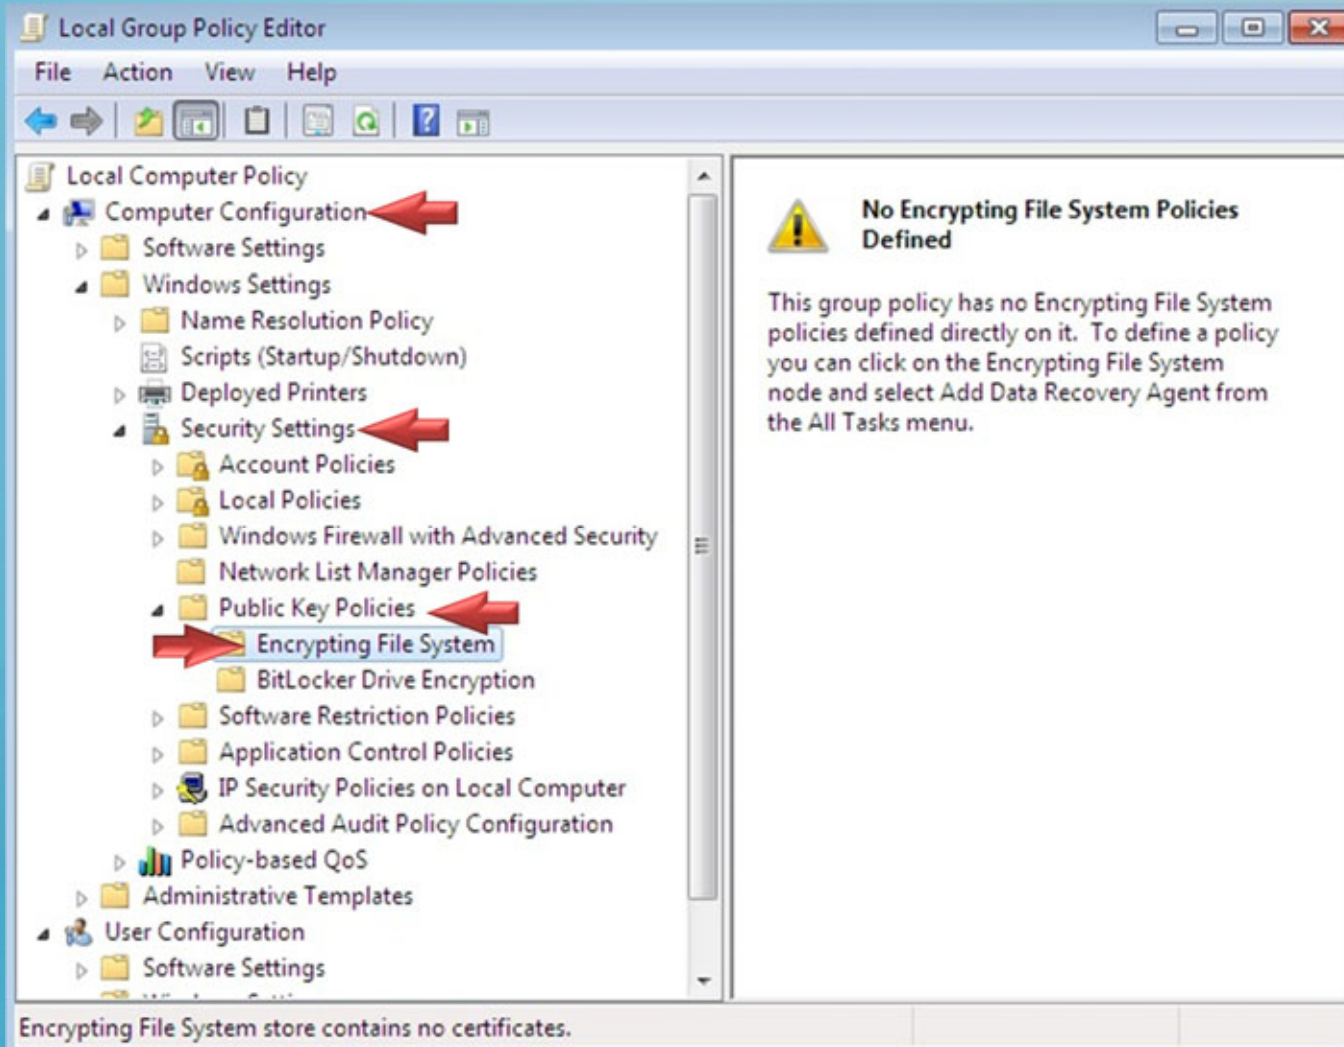 Local Group Policy Editor
File Action View Help
Local Computer Policy
Computer Configuration
Software Settings
Windows Settings
Name Resolution Policy
Scripts (Startup/Shutdown)
Deployed Printers
Security Settings
Account Policies
Local Policies
Windows Firewall with Advanced Security
Network List Manager Policies
Public Key Policies
Encrypting File System
BitLocker Drive Encryption
Software Restriction Policies
Application Control Policies
IP Security Policies on Local Computer
Advanced Audit Policy Configuration
Policy-based QoS
Administrative Templates
User Configuration
Software Settings
No Encrypting File System Policies
Defined
This group policy has no Encrypting File System
policies defined directly on it. To define a policy
you can click on the Encrypting File System
node and select Add Data Recovery Agent from
the All Tasks menu.
Encrypting File System store contains no certificates.